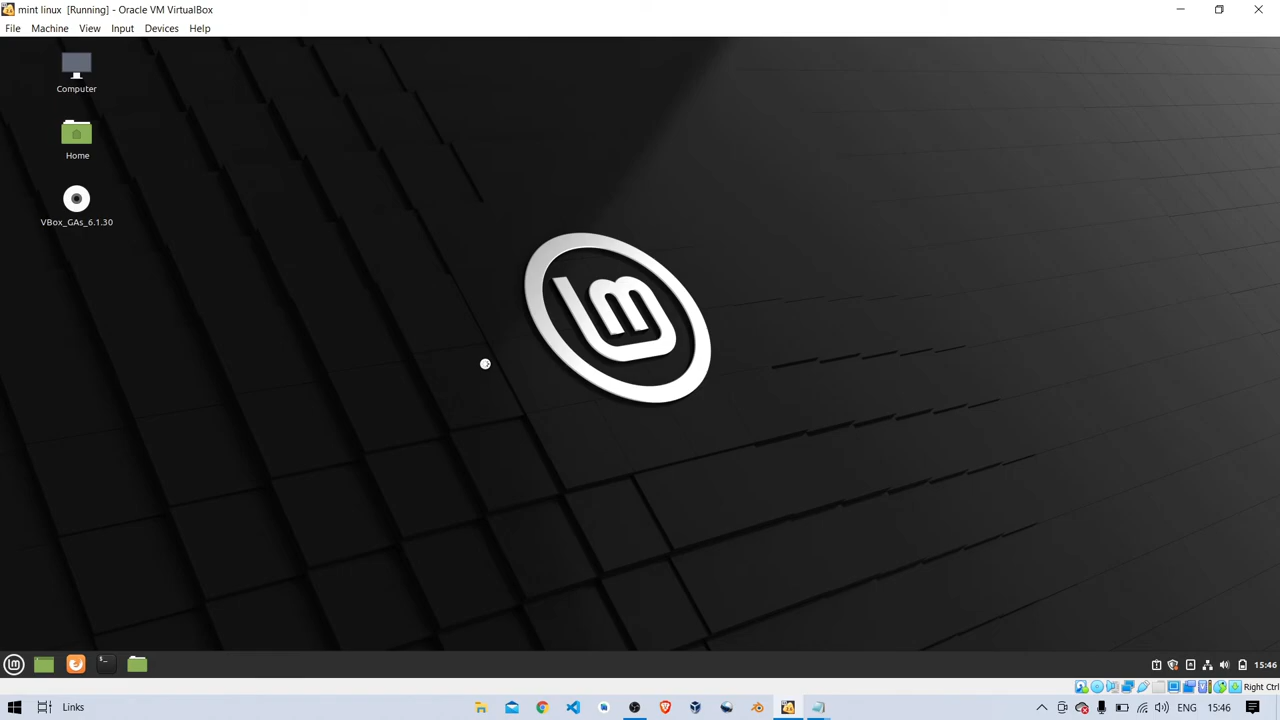 mint linux [Running] - Oracle VM VirtualBox
File Machine View Input Devices Help
Computer
Home
VBox_GAs_6.1.30
lm
15:46
Right Ctrl
Links
ENG 15:46